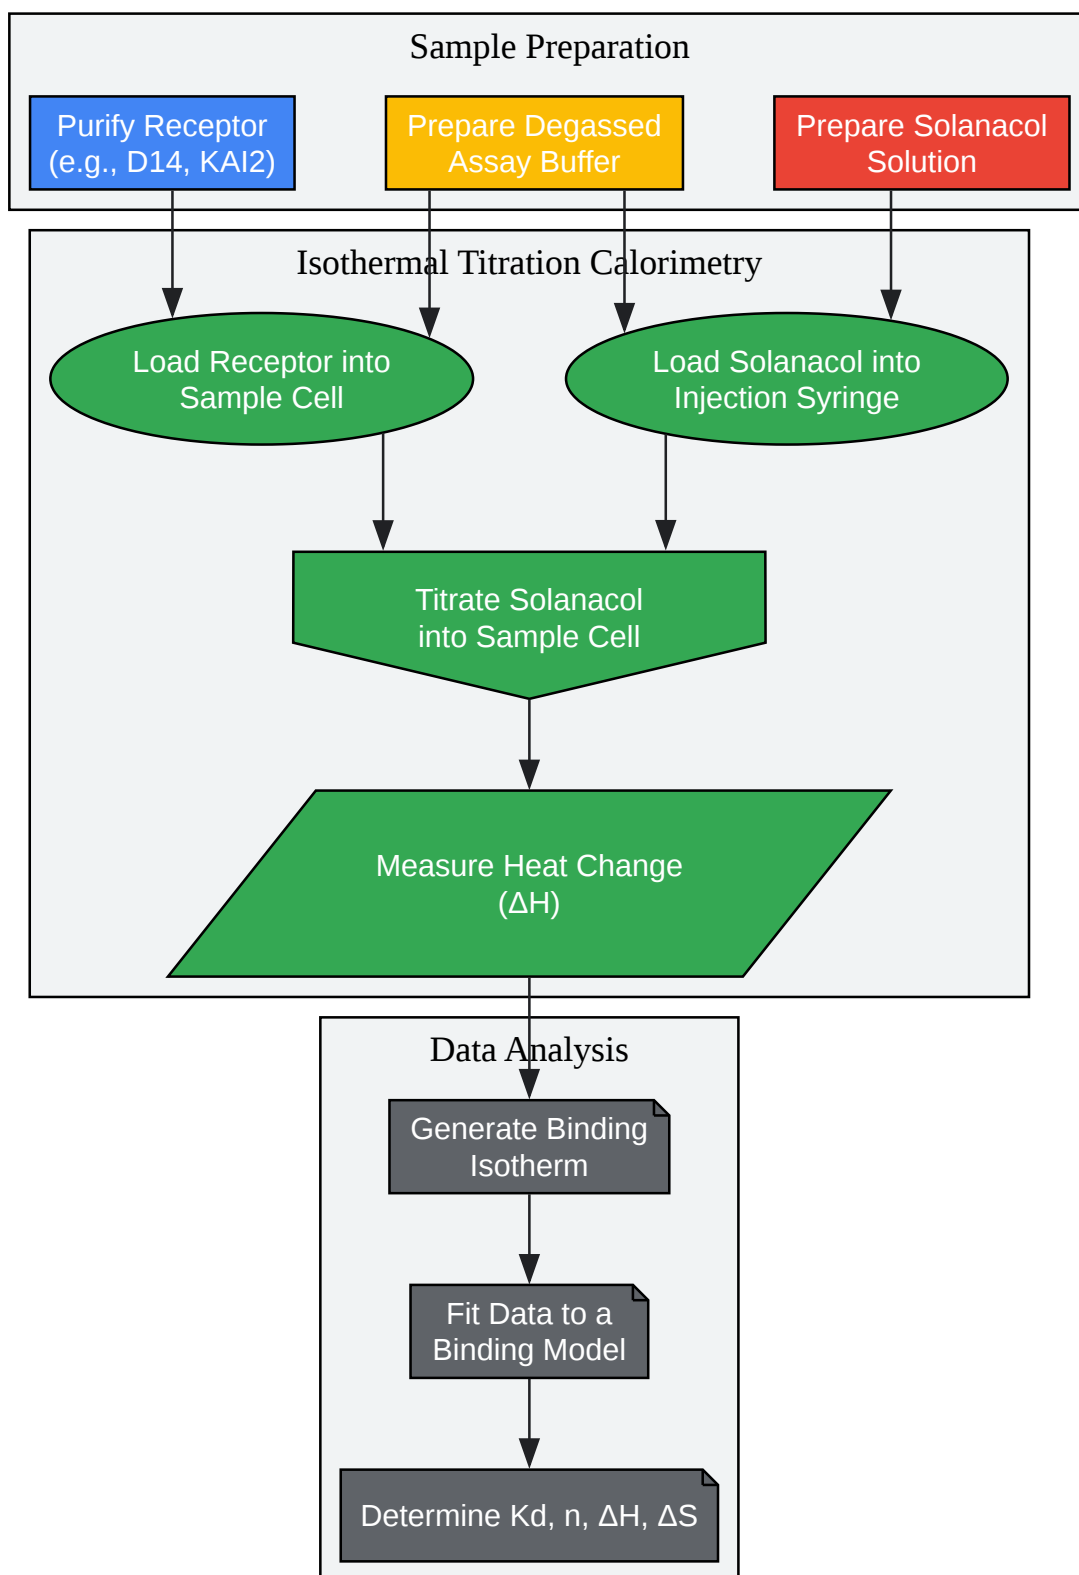 Sample Preparation
Purify Receptor
(e.g., D14, KAI2)
Prepare Degassed
Assay Buffer
Prepare Solanacol
Solution
Isothermal Titration Calorimetry
Load Receptor into
Sample Cell
Load Solanacol into
Injection Syringe
Titrate Solanacol
into Sample Cell
Measure Heat Change
(ΔH)
Data Analysis
Generate Binding
Isotherm
Fit Data to a
Binding Model
Determine Kd, n, ΔH, ΔS